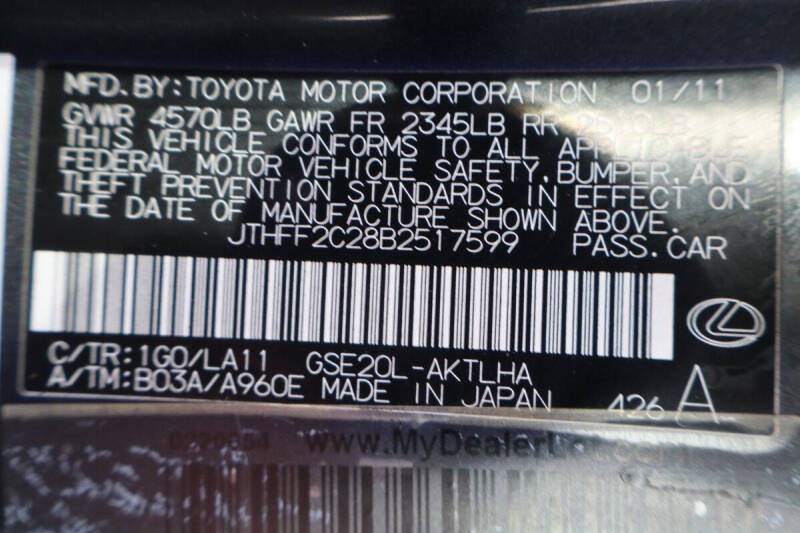 MFD. BY: TOYOTA MOTOR CORPORATION 01/11
GVWR 4570LB GAWR FR 2345LB RR
THIS VEHICLE CONFORMS TO ALL APPLICABLE
FEDERAL MOTOR VEHICLE SAFETY, BUMPER, AND
THEFT PREVENTION STANDARDS IN EFFECT ON
THE DATE OF MANUFACTURE SHOWN ABOVE.
JTHFF2C28B2517599 PASS. CAR
C/TR: 1G0/LA11 GSE20L-AKTLHA
A/TM: B03A/A960E MADE IN JAPAN 426 A